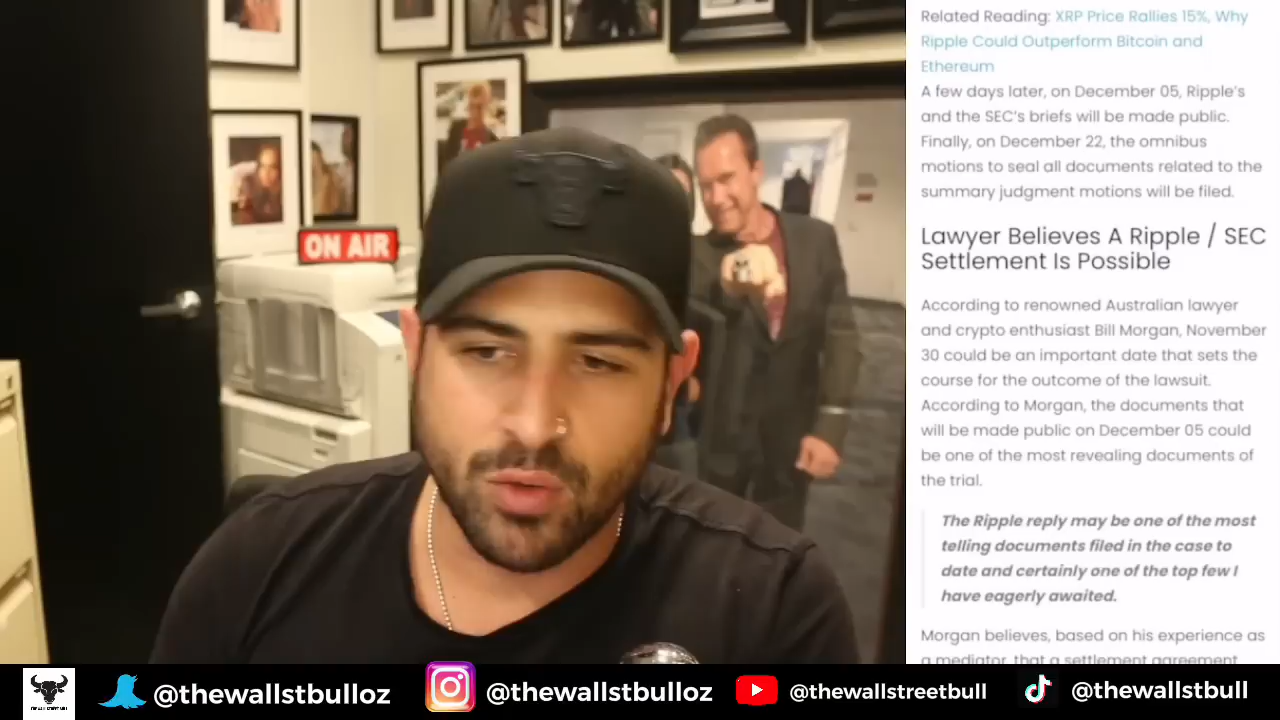 ON AIR
Related Reading: XRP Price Rallies 15%, Why
Ripple Could Outperform Bitcoin and
Ethereum
A few days later, on December 05, Ripple's
and the SEC's briefs will be made public.
Finally, on December 22, the omnibus
motions to seal all documents related to the
summary judgment motions will be filed.
Lawyer Believes A Ripple / SEC
Settlement Is Possible
According to renowned Australian lawyer
and crypto enthusiast Bill Morgan, November
30 could be an important date that sets the
course for the outcome of the lawsuit.
According to Morgan, the documents that
will be made public on December 05 could
be one of the most revealing documents of
the trial.
The Ripple reply may be one of the most
telling documents filed in the case to
date and certainly one of the top few I
have eagerly awaited.
Morgan believes, based on his experience as
a mediator, that a settlement agreement
@thewallstbulloz @thewallstbulloz @thewallstreetbull @thewallstbull